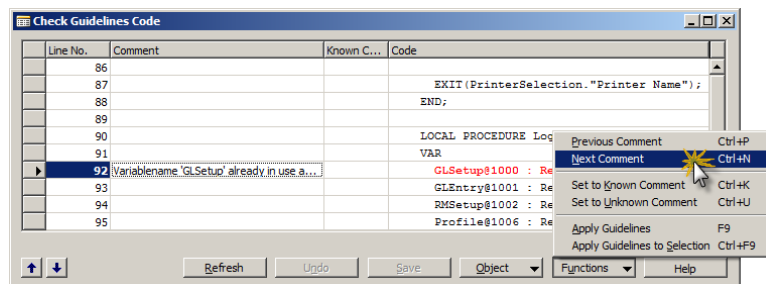 Check Guidelines Code
Line No. Comment Known C... Code
86
87 EXIT(PrinterSelection."Printer Name");
88 END;
89
90 LOCAL PROCEDURE Log
91 VAR
92 Variablename 'GLSetup' already in use a... GLSetup@1000 : Re
93 GLEntry@1001 : Re
94 RMSetup@1002 : Re
95 Profile@1006 : Re
Previous Comment Ctrl+P
Next Comment Ctrl+N
Set to Known Comment Ctrl+K
Set to Unknown Comment Ctrl+U
Apply Guidelines F9
Apply Guidelines to Selection Ctrl+F9
Refresh Undo Save Object Functions Help